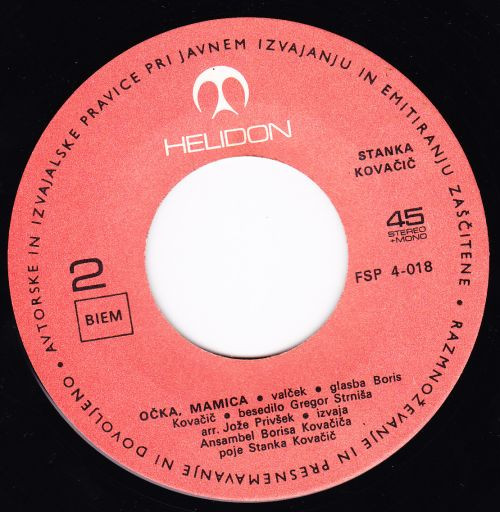 AVTORSKE IN IZVAJALSKE PRAVICE PRI JAVNEM IZVAJANJU IN EMITIRANJU ZAŠČITENE • RAZMNOŽEVANJE IN PRESNEMAVANJE NI DOVOLJENO •
HELIDON
STANKA
KOVAČIČ
45
STEREO
+MONO
FSP 4-018
2
BIEM
OČKA, MAMICA • valček • glasba Boris
Kovačič • besedilo Gregor Strniša
arr. Jože Privšek • izvaja
Ansambel Borisa Kovačiča
poje Stanka Kovačič